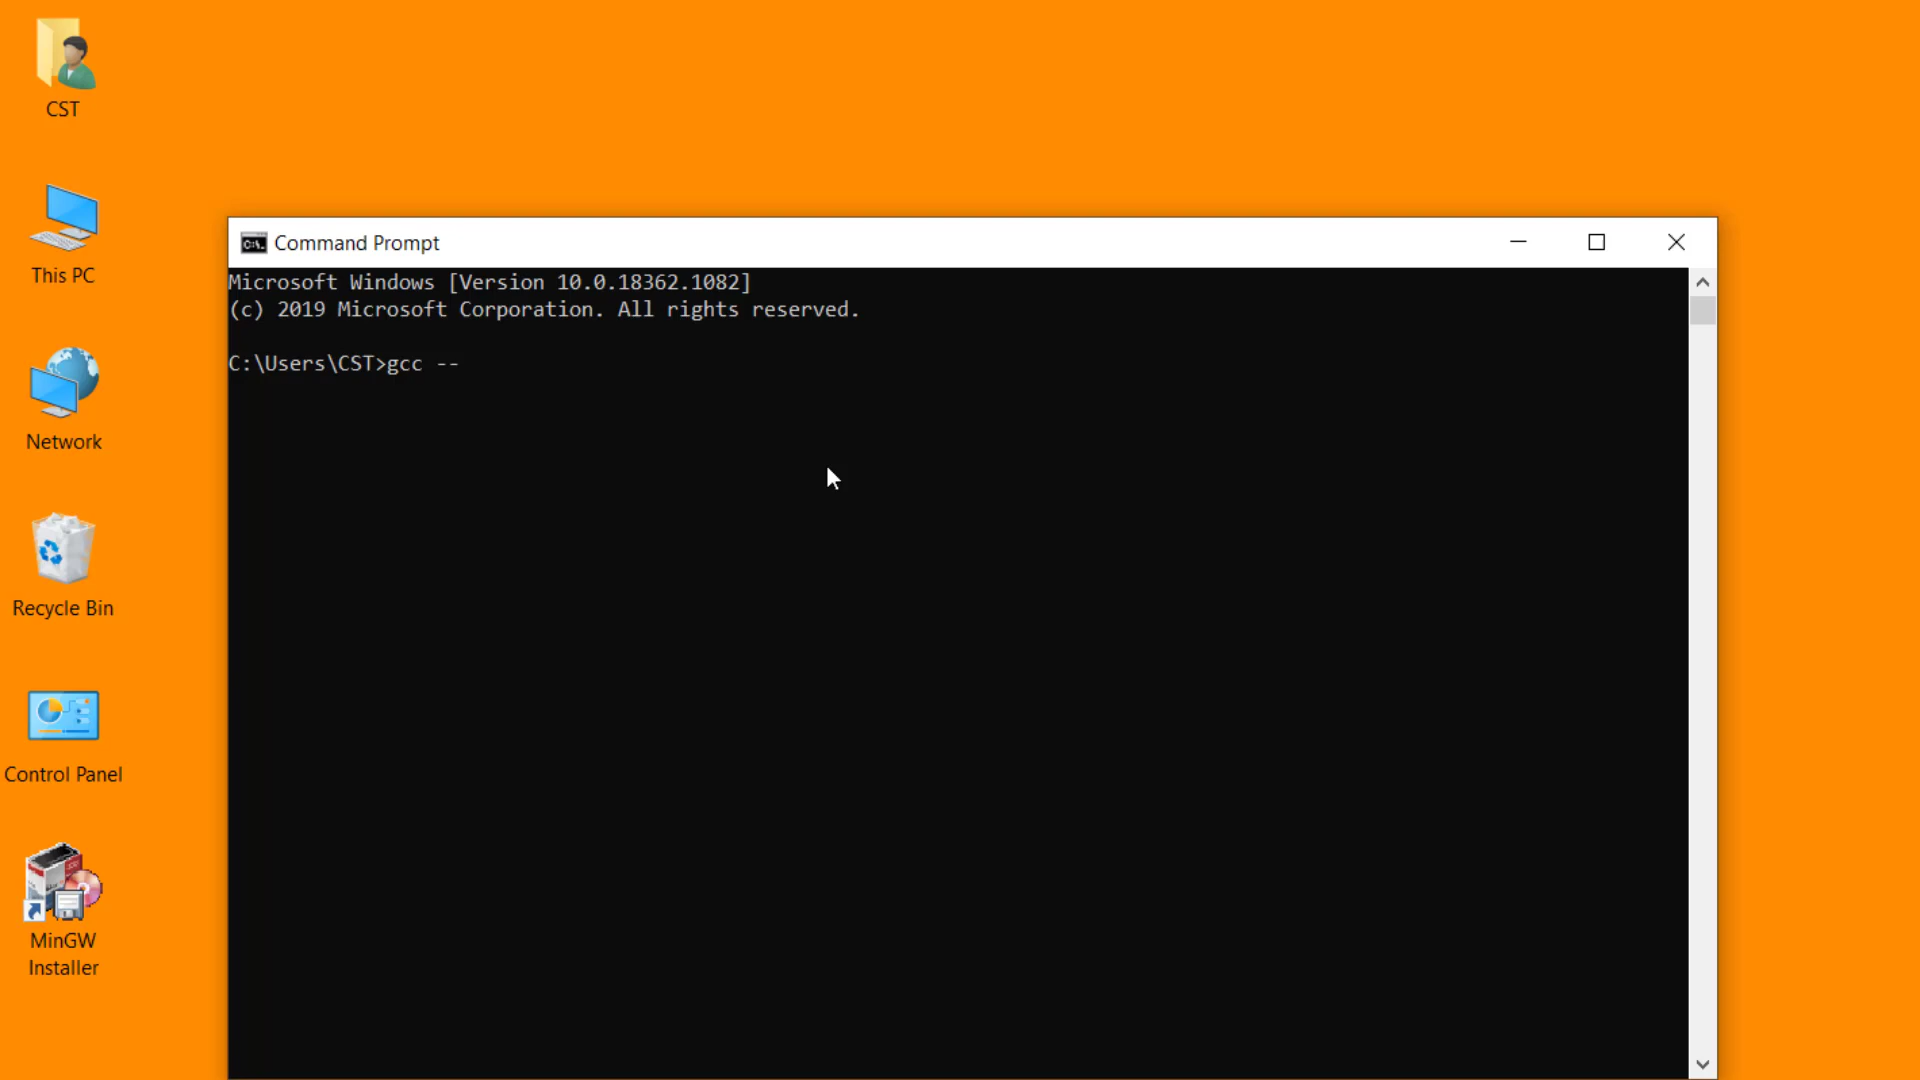 CST
This PC
Network
Recycle Bin
Control Panel
MinGW
Installer
Command Prompt
Microsoft Windows [Version 10.0.18362.1082]
(c) 2019 Microsoft Corporation. All rights reserved.
C:\Users\CST>gcc --